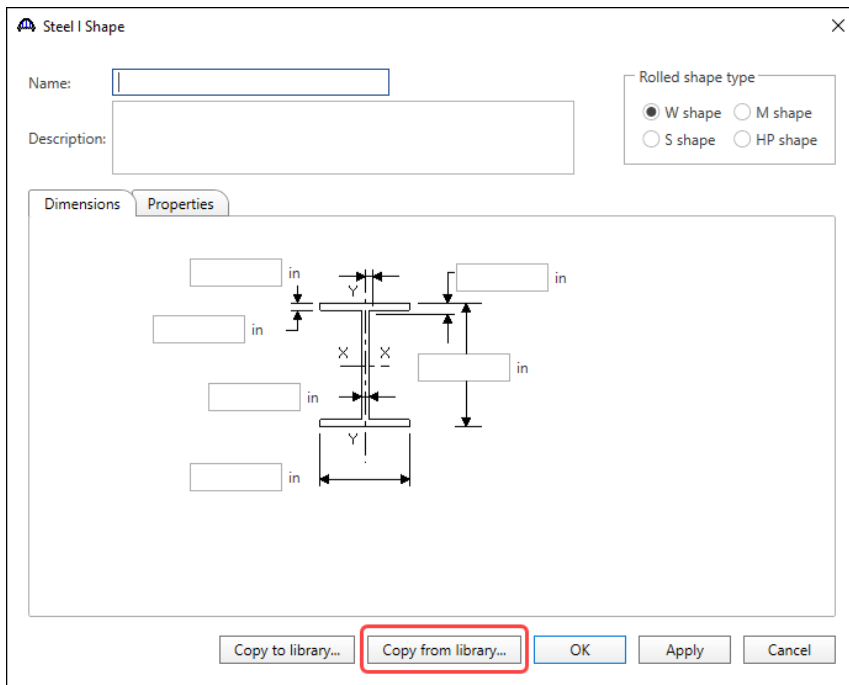 Steel I Shape
Name:
Rolled shape type
W shape M shape
S shape HP shape
Description:
Dimensions Properties
in
in
Y
in
X X
in
in
Y
in
Copy to library... Copy from library... OK Apply Cancel